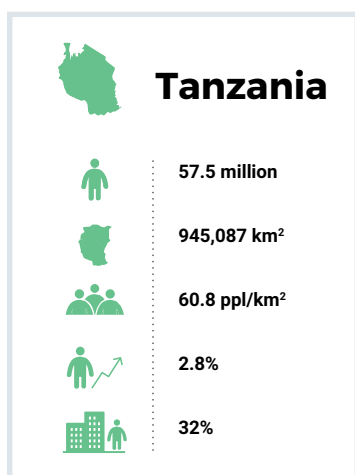 Tanzania
57.5 million
945,087 km²
60.8 ppl/km²
2.8%
32%